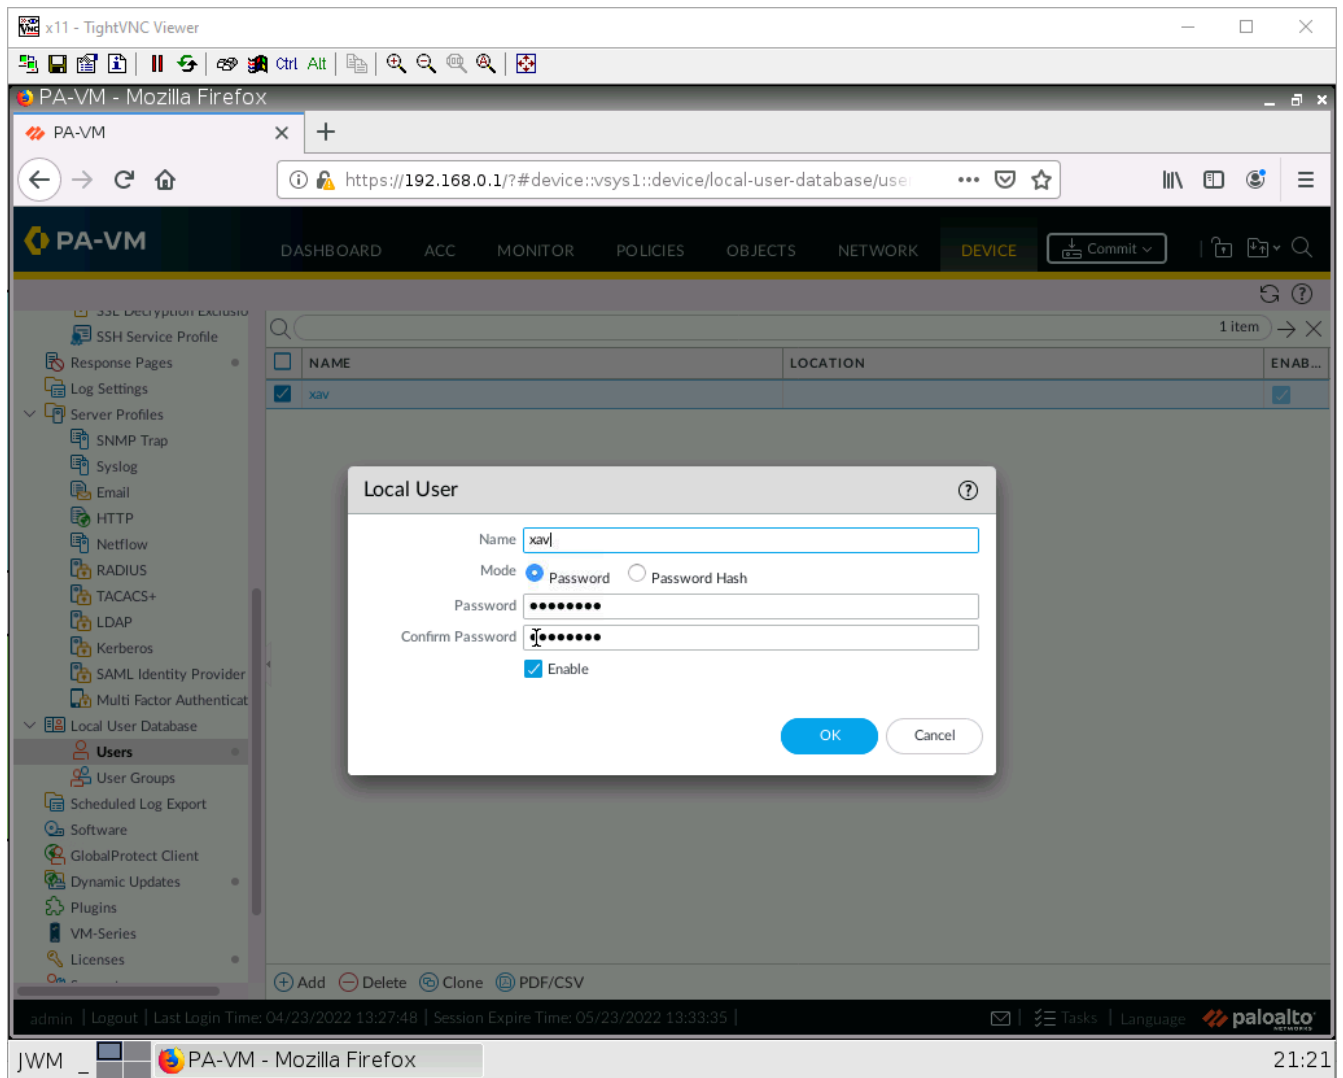 x11 - TightVNC Viewer
Ctrl Alt
PA-VM - Mozilla Firefox
PA-VM
https://192.168.0.1/?#device::vsys1::device/local-user-database/use
PA-VM
DASHBOARD ACC MONITOR POLICIES OBJECTS NETWORK DEVICE Commit
SSL Decryption Exclusio
SSH Service Profile
1 item
Response Pages
NAME LOCATION ENAB...
Log Settings
xav
Server Profiles
SNMP Trap
Syslog
Email
HTTP
Netflow
RADIUS
TACACS+
LDAP
Kerberos
SAML Identity Provider
Multi Factor Authenticat
Local User Database
Users
User Groups
Scheduled Log Export
Software
GlobalProtect Client
Dynamic Updates
Plugins
VM-Series
Licenses
Local User
Name xav
Mode Password Password Hash
Password ●●●●●●●●
Confirm Password ●●●●●●●●
Enable
OK Cancel
Add Delete Clone PDF/CSV
admin | Logout | Last Login Time: 04/23/2022 13:27:48 | Session Expire Time: 05/23/2022 13:33:35 |
Tasks | Language paloalto NETWORKS
JWM _ PA-VM - Mozilla Firefox 21:21